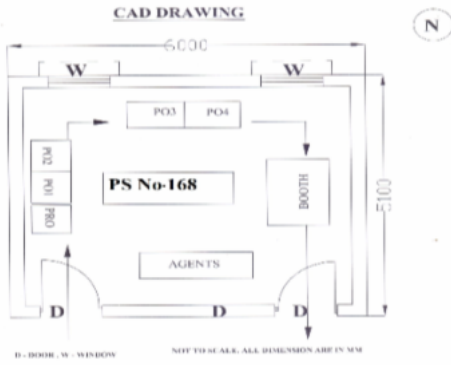 CAD DRAWING
N
6000
W W
PO3 PO4
PO2
PO1
PRO
PS No-168
BOOTH
5100
AGENTS
D D D
D - DOOR , W - WINDOW
NOT TO SCALE, ALL DIMENSION ARE IN MM